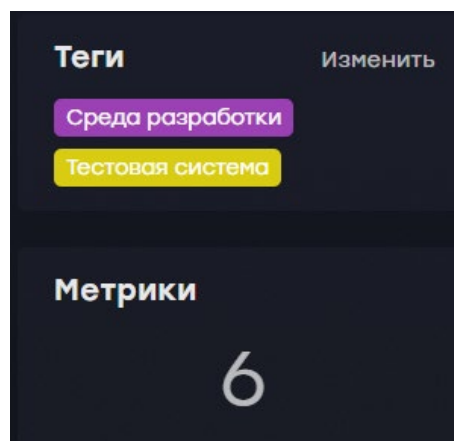 Теги
Изменить
Среда разработки
Тестовая система
Метрики
6